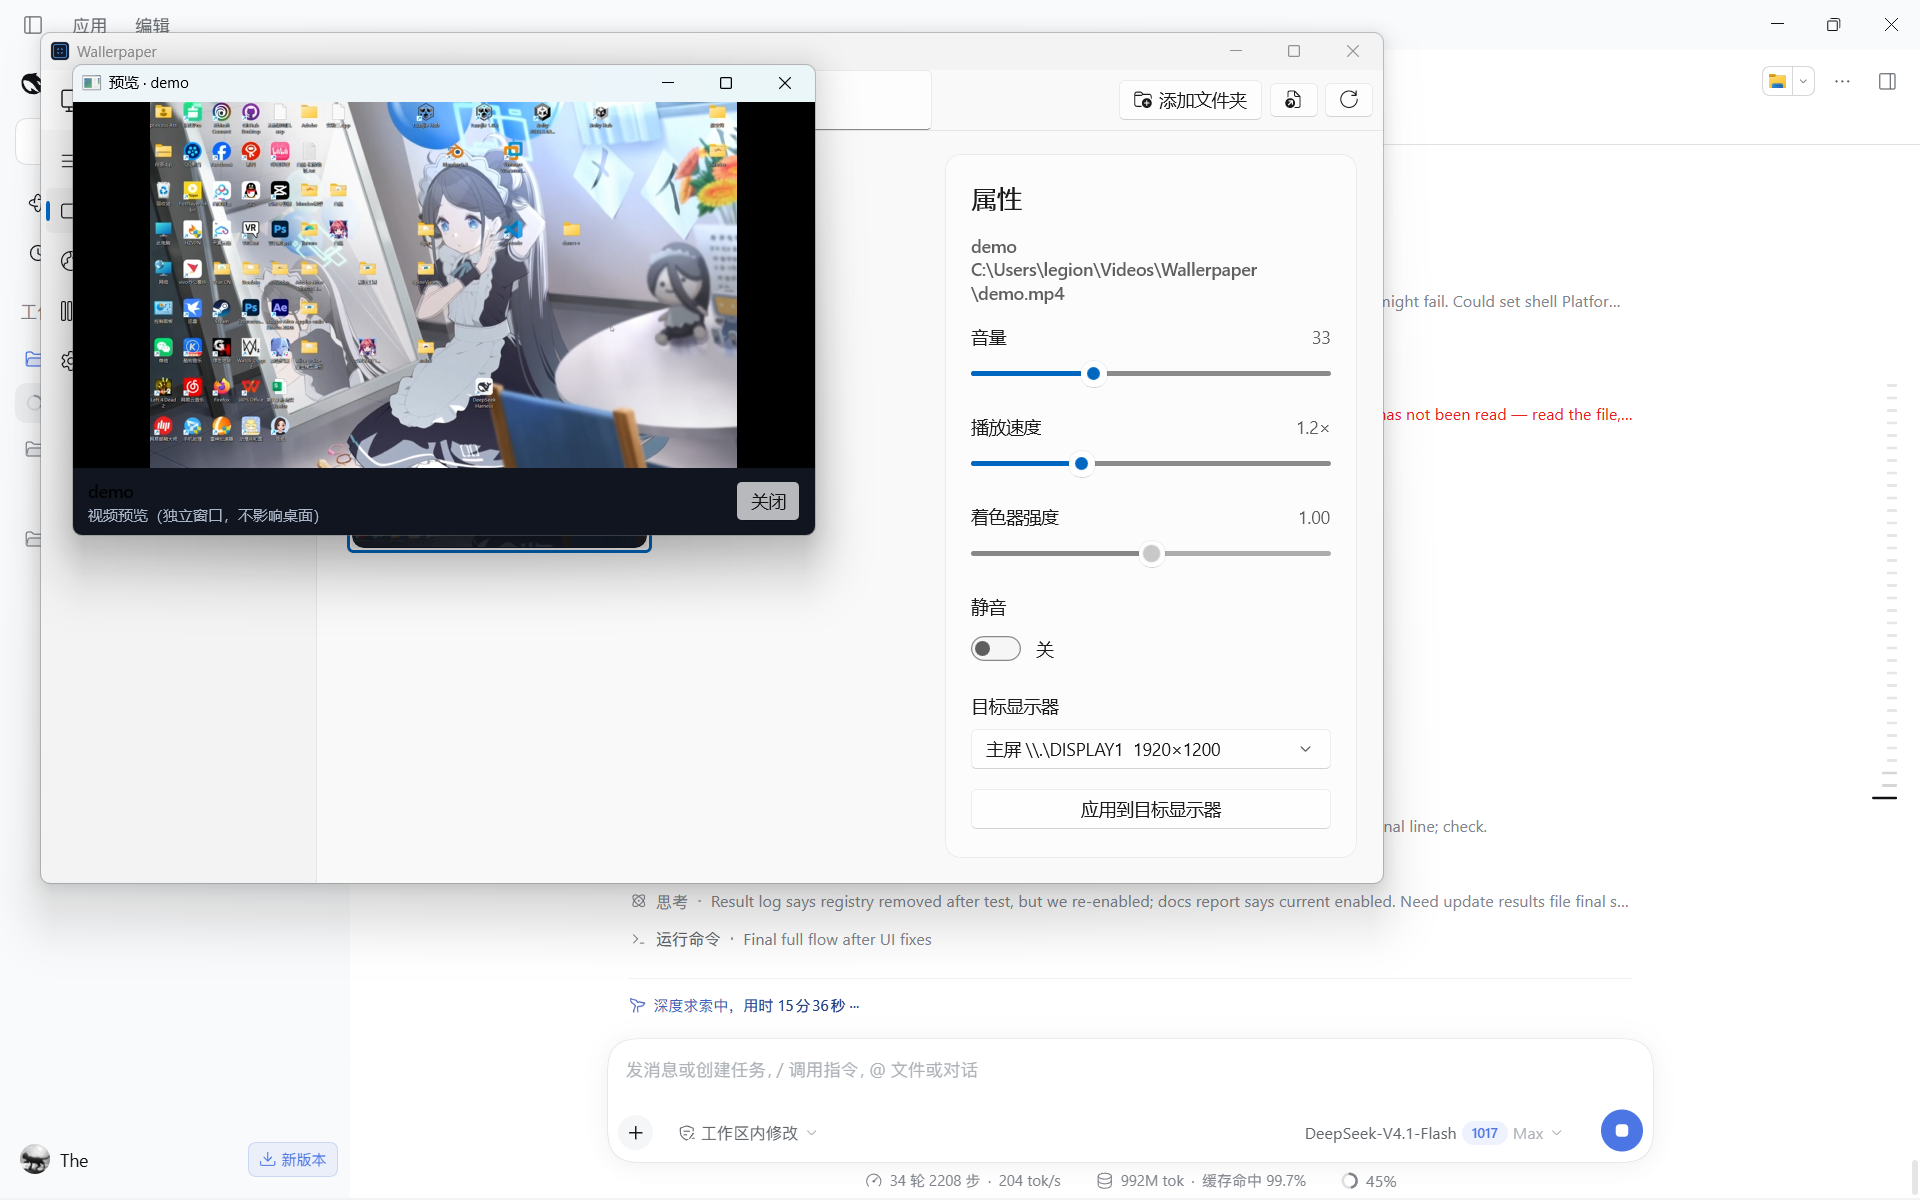 应用 编辑
Wallerpaper
预览 · demo
添加文件夹
属性
demo
C:\Users\legion\Videos\Wallerpaper
\demo.mp4
音量 33
播放速度 1.2×
着色器强度 1.00
静音
关
目标显示器
主屏 \\.\DISPLAY1 1920×1200
应用到目标显示器
demo
视频预览（独立窗口，不影响桌面）
关闭
might fail. Could set shell Platfor...
has not been read — read the file,...
nal line; check.
思考 · Result log says registry removed after test, but we re-enabled; docs report says current enabled. Need update results file final s...
运行命令 · Final full flow after UI fixes
深度求索中，用时 15分36秒 ···
发消息或创建任务, / 调用指令, @ 文件或对话
工作区内修改
DeepSeek-V4.1-Flash 1017 Max
The
新版本
34 轮 2208 步 · 204 tok/s
992M tok · 缓存命中 99.7%
45%